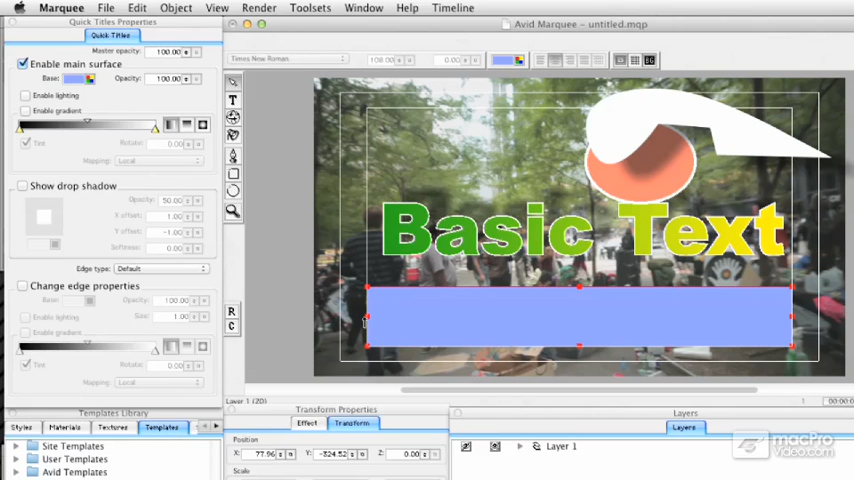 Marquee File Edit Object View Render Toolsets Window Help Timeline
Quick Titles Properties
Avid Marquee – untitled.mqp
Quick Titles
Master opacity: 100.00
Enable main surface
Times New Roman 108.00 0.00 BG
Base: Opacity: 100.00
Enable lighting
Enable gradient
T
Tint Rotate: 0.00
Mapping: Local
Show drop shadow
Opacity: 50.00
X offset: 1.00
Y offset: -1.00
Softness: 0.00
Basic Text
Edge type: Default
Change edge properties
Base: Opacity: 100.00
Enable lighting Size: 1.00
Enable gradient
R
C
Tint Rotate: 0.00
Mapping: Local
Layer 1 (2D)
1
Templates Library
Transform Properties
Layers
Styles Materials Textures Templates
Effect Transform
Layers
Site Templates
User Templates
Avid Templates
Position
X: 77.96 Y: -324.52 Z: 0.00
Scale
Layer 1
macPro
Video.com